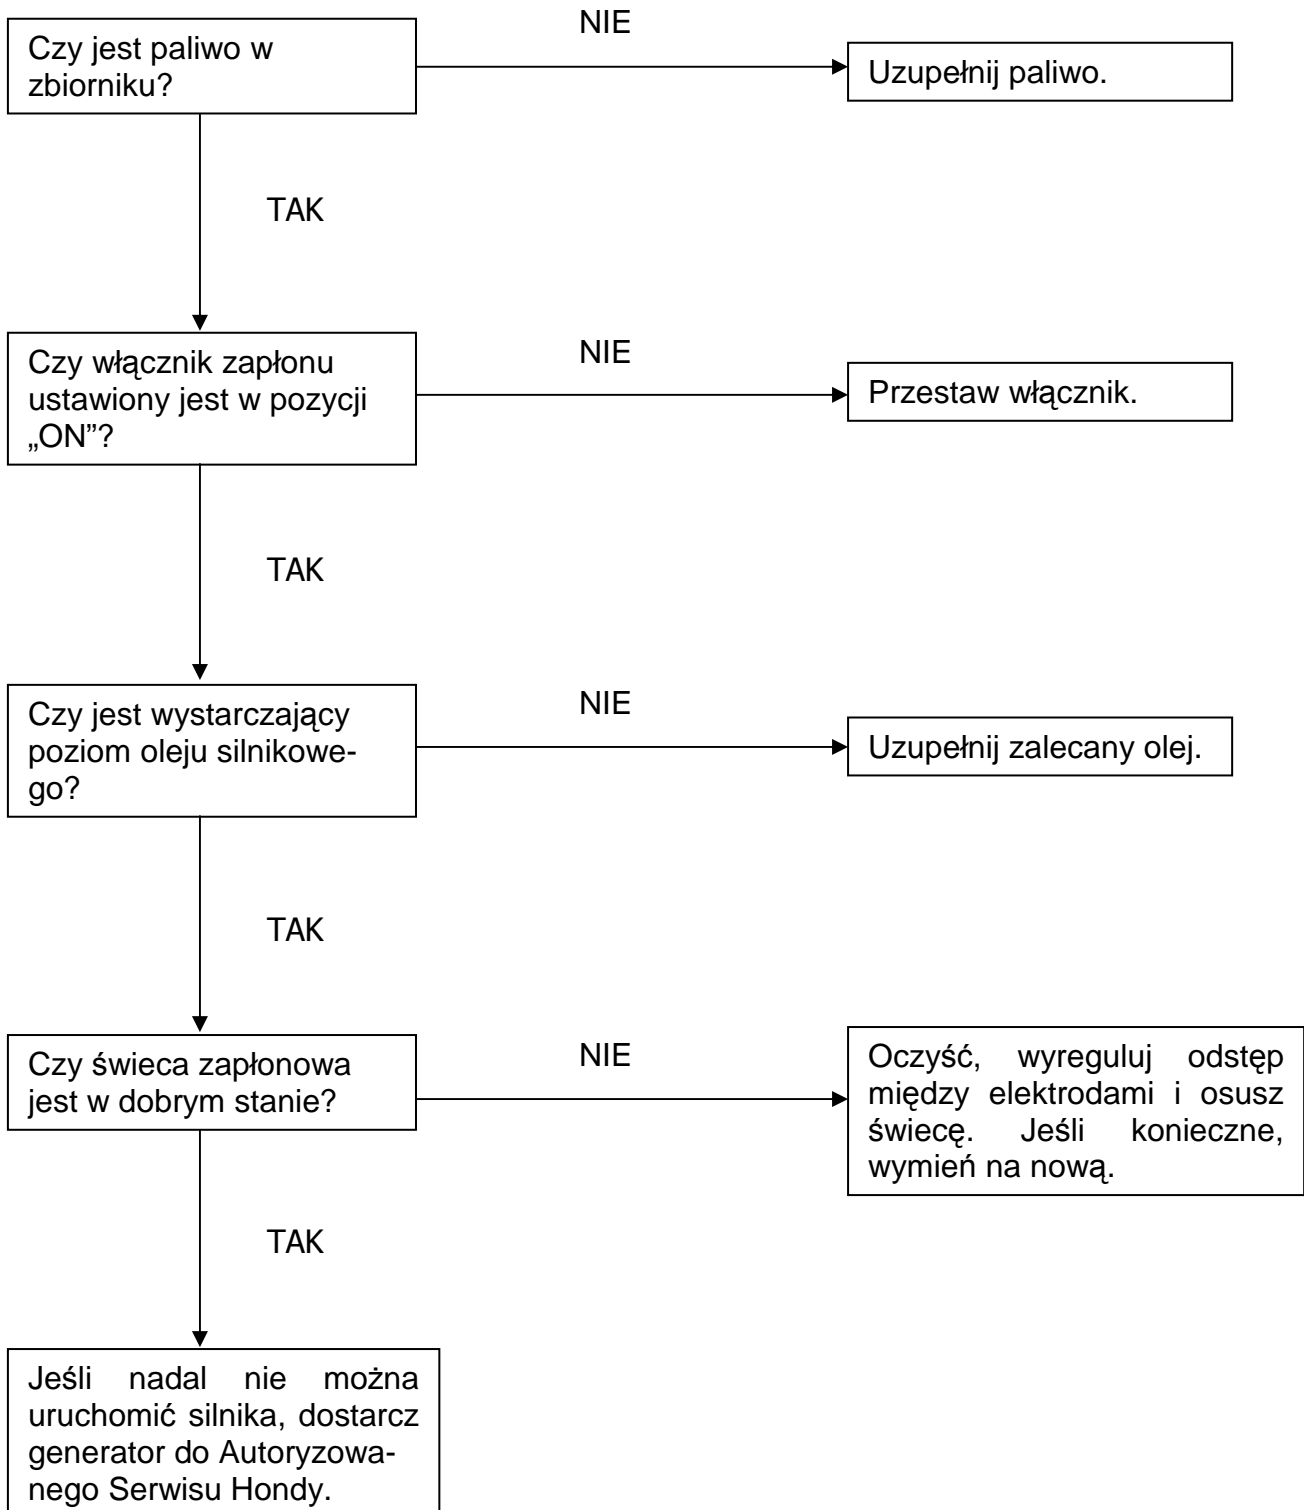 NIE
Czy jest paliwo w
zbiorniku?
Uzupełnij paliwo.
TAK
Czy włącznik zapłonu
ustawiony jest w pozycji
„ON”?
NIE
Przestaw włącznik.
TAK
Czy jest wystarczający
poziom oleju silnikowe-
go?
NIE
Uzupełnij zalecany olej.
TAK
Czy świeca zapłonowa
jest w dobrym stanie?
NIE
Oczyść, wyreguluj odstęp
między elektrodami i osusz
świecę. Jeśli konieczne,
wymień na nową.
TAK
Jeśli nadal nie można
uruchomić silnika, dostarcz
generator do Autoryzowa-
nego Serwisu Hondy.